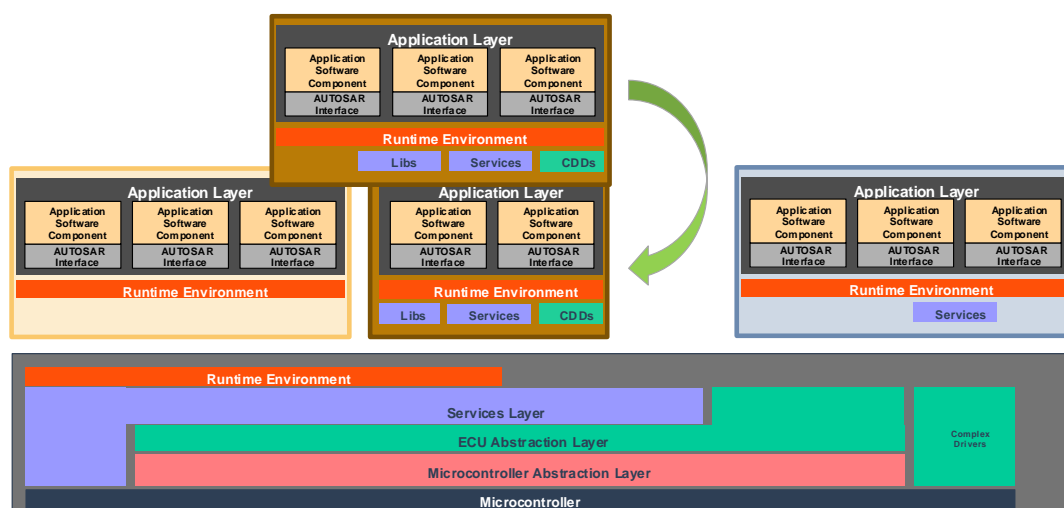 Application Layer
Application
Software
Component
AUTOSAR
Interface
Application
Software
Component
AUTOSAR
Interface
Application
Software
Component
AUTOSAR
Interface
Runtime Environment
Libs
Services
CDDs
Application Layer
Application
Software
Component
AUTOSAR
Interface
Application
Software
Component
AUTOSAR
Interface
Application
Software
Component
AUTOSAR
Interface
Runtime Environment
Application Layer
Application
Software
Component
AUTOSAR
Interface
Application
Software
Component
AUTOSAR
Interface
Runtime Environment
Libs
Services
CDDs
Application Layer
Application
Software
Component
AUTOSAR
Interface
Application
Software
Component
AUTOSAR
Interface
Application
Software
Component
AUTOSAR
Interface
Runtime Environment
Services
Runtime Environment
Services Layer
ECU Abstraction Layer
Complex
Drivers
Microcontroller Abstraction Layer
Microcontroller